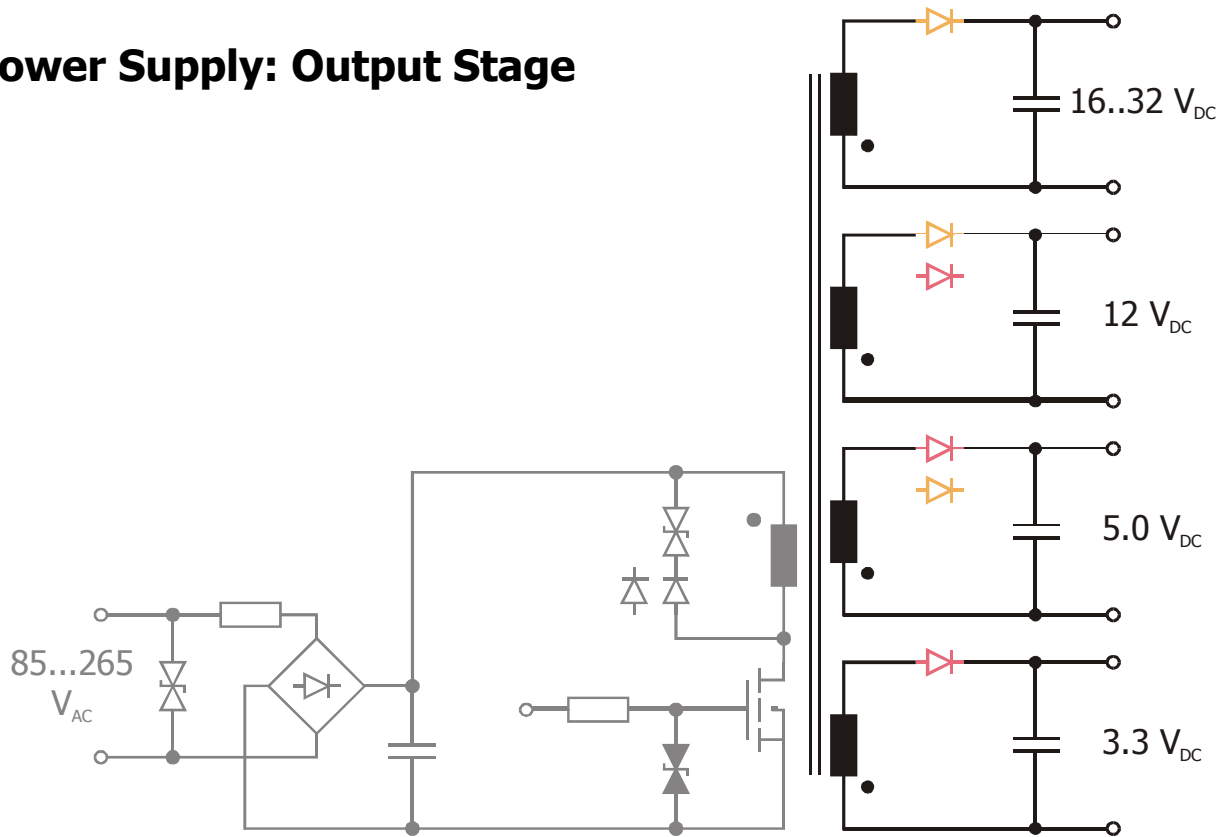 ower Supply: Output Stage
16..32 VDC
12 VDC
5.0 VDC
85...265
VAC
3.3 VDC